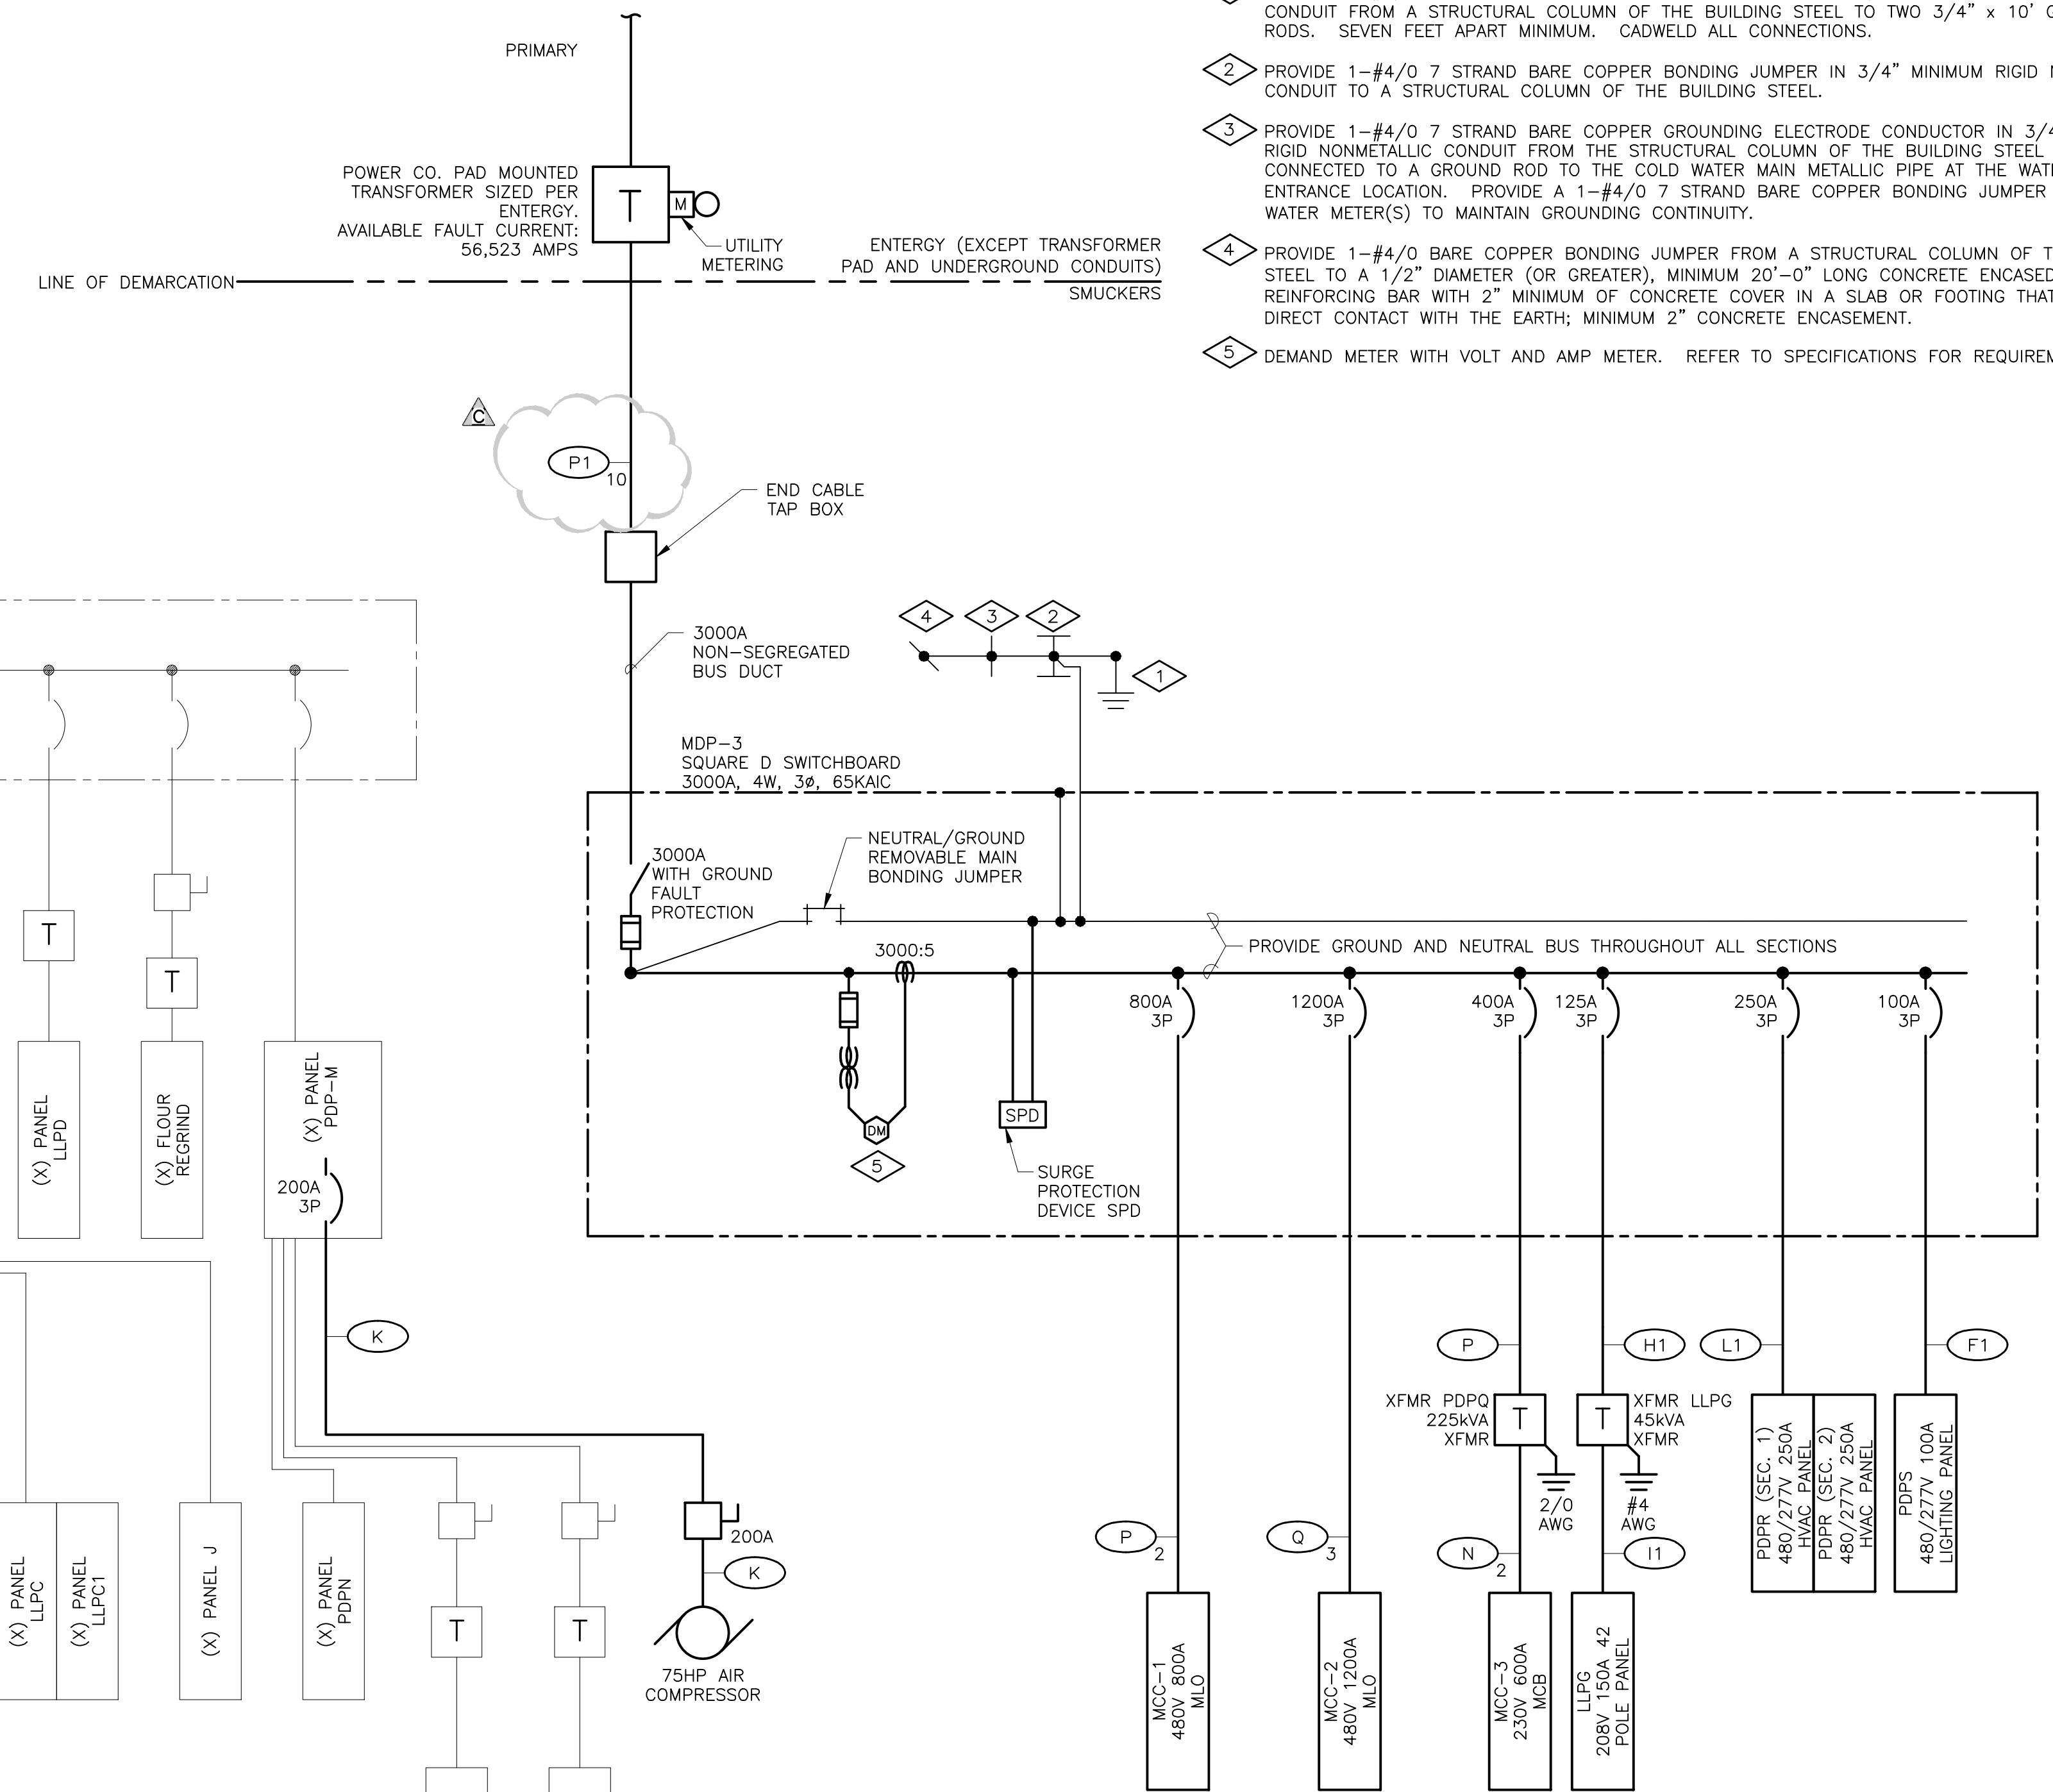 PRIMARY
POWER CO. PAD MOUNTED
TRANSFORMER SIZED PER
ENTERGY.
AVAILABLE FAULT CURRENT:
56,523 AMPS
T
M
UTILITY
METERING
ENTERGY (EXCEPT TRANSFORMER
PAD AND UNDERGROUND CONDUITS)
LINE OF DEMARCATION
SMUCKERS
CONDUIT FROM A STRUCTURAL COLUMN OF THE BUILDING STEEL TO TWO 3/4" x 10'
RODS. SEVEN FEET APART MINIMUM. CADWELD ALL CONNECTIONS.
2 PROVIDE 1-#4/0 7 STRAND BARE COPPER BONDING JUMPER IN 3/4" MINIMUM RIGID
CONDUIT TO A STRUCTURAL COLUMN OF THE BUILDING STEEL.
3 PROVIDE 1-#4/0 7 STRAND BARE COPPER GROUNDING ELECTRODE CONDUCTOR IN 3/4
RIGID NONMETALLIC CONDUIT FROM THE STRUCTURAL COLUMN OF THE BUILDING STEEL
CONNECTED TO A GROUND ROD TO THE COLD WATER MAIN METALLIC PIPE AT THE
ENTRANCE LOCATION. PROVIDE A 1-#4/0 7 STRAND BARE COPPER BONDING JUMPER
WATER METER(S) TO MAINTAIN GROUNDING CONTINUITY.
4 PROVIDE 1-#4/0 BARE COPPER BONDING JUMPER FROM A STRUCTURAL COLUMN OF
STEEL TO A 1/2" DIAMETER (OR GREATER), MINIMUM 20'-0" LONG CONCRETE ENCASED
REINFORCING BAR WITH 2" MINIMUM OF CONCRETE COVER IN A SLAB OR FOOTING THAT
DIRECT CONTACT WITH THE EARTH; MINIMUM 2" CONCRETE ENCASEMENT.
5 DEMAND METER WITH VOLT AND AMP METER. REFER TO SPECIFICATIONS FOR
C
P1
10
END CABLE
TAP BOX
3000A
NON-SEGREGATED
BUS DUCT
4
3
2
1
MDP-3
SQUARE D SWITCHBOARD
3000A, 4W, 3ø, 65KAIC
3000A
WITH GROUND
FAULT
PROTECTION
NEUTRAL/GROUND
REMOVABLE MAIN
BONDING JUMPER
3000:5
PROVIDE GROUND AND NEUTRAL BUS THROUGHOUT ALL SECTIONS
800A
3P
1200A
3P
400A
3P
125A
3P
250A
3P
100A
3P
DM
5
SPD
SURGE
PROTECTION
DEVICE SPD
T
T
(X) PANEL
LLPD
(X) FLOUR
REGRIND
(X) PANEL
PDP-M
200A
3P
K
P
H1
L1
F1
XFMR PDPQ
225kVA
XFMR
T
T
XFMR LLPG
45kVA
XFMR
2/0
AWG
#4
AWG
P
2
Q
3
N
2
I1
PDPR (SEC. 1)
480/277V 250A
HVAC PANEL
PDPR (SEC. 2)
480/277V 250A
HVAC PANEL
PDPS
480/277V 100A
LIGHTING PANEL
200A
K
(X) PANEL
LLPC
(X) PANEL
LLPC1
(X) PANEL J
(X) PANEL
PDPN
T
T
75HP AIR
COMPRESSOR
MCC-1
480V 800A
MLO
MCC-2
480V 1200A
MLO
MCC-3
230V 600A
MCB
LLPG
208V 150A 42
POLE PANEL